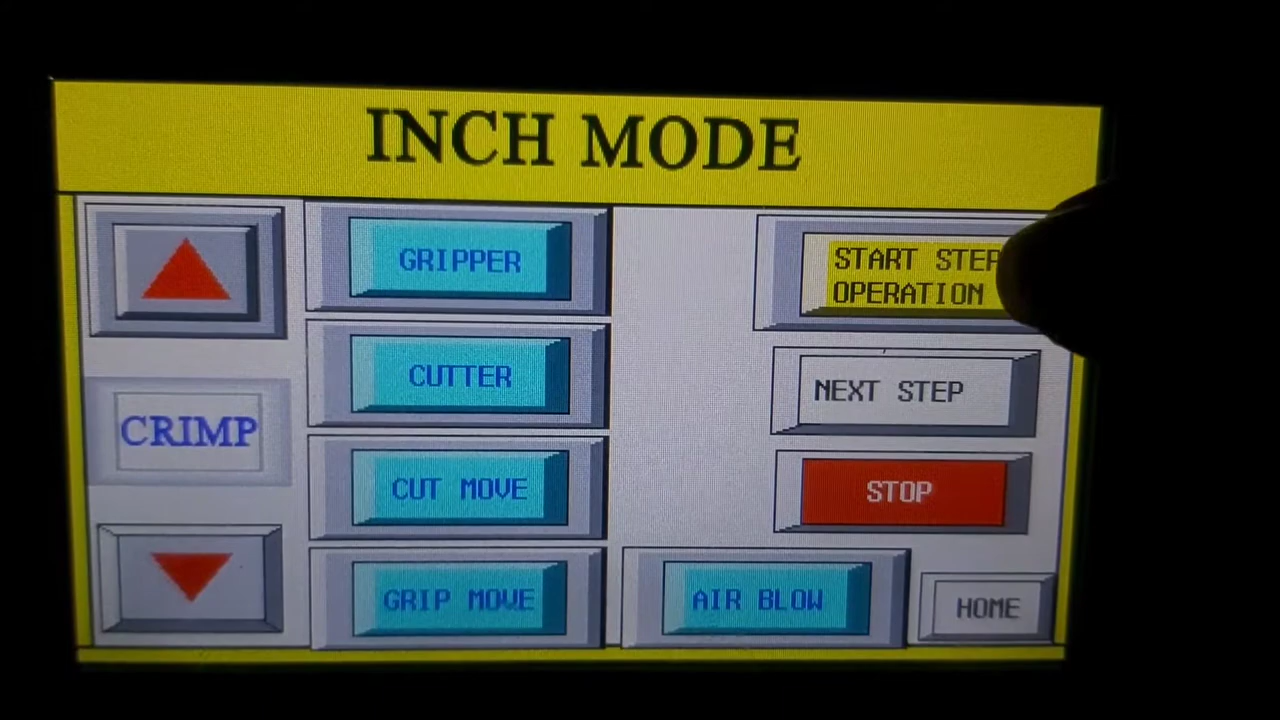 INCH MODE
GRIPPER
START STEP
OPERATION
CUTTER
NEXT STEP
CRIMP
CUT MOVE
STOP
GRIP MOVE
AIR BLOW
HOME